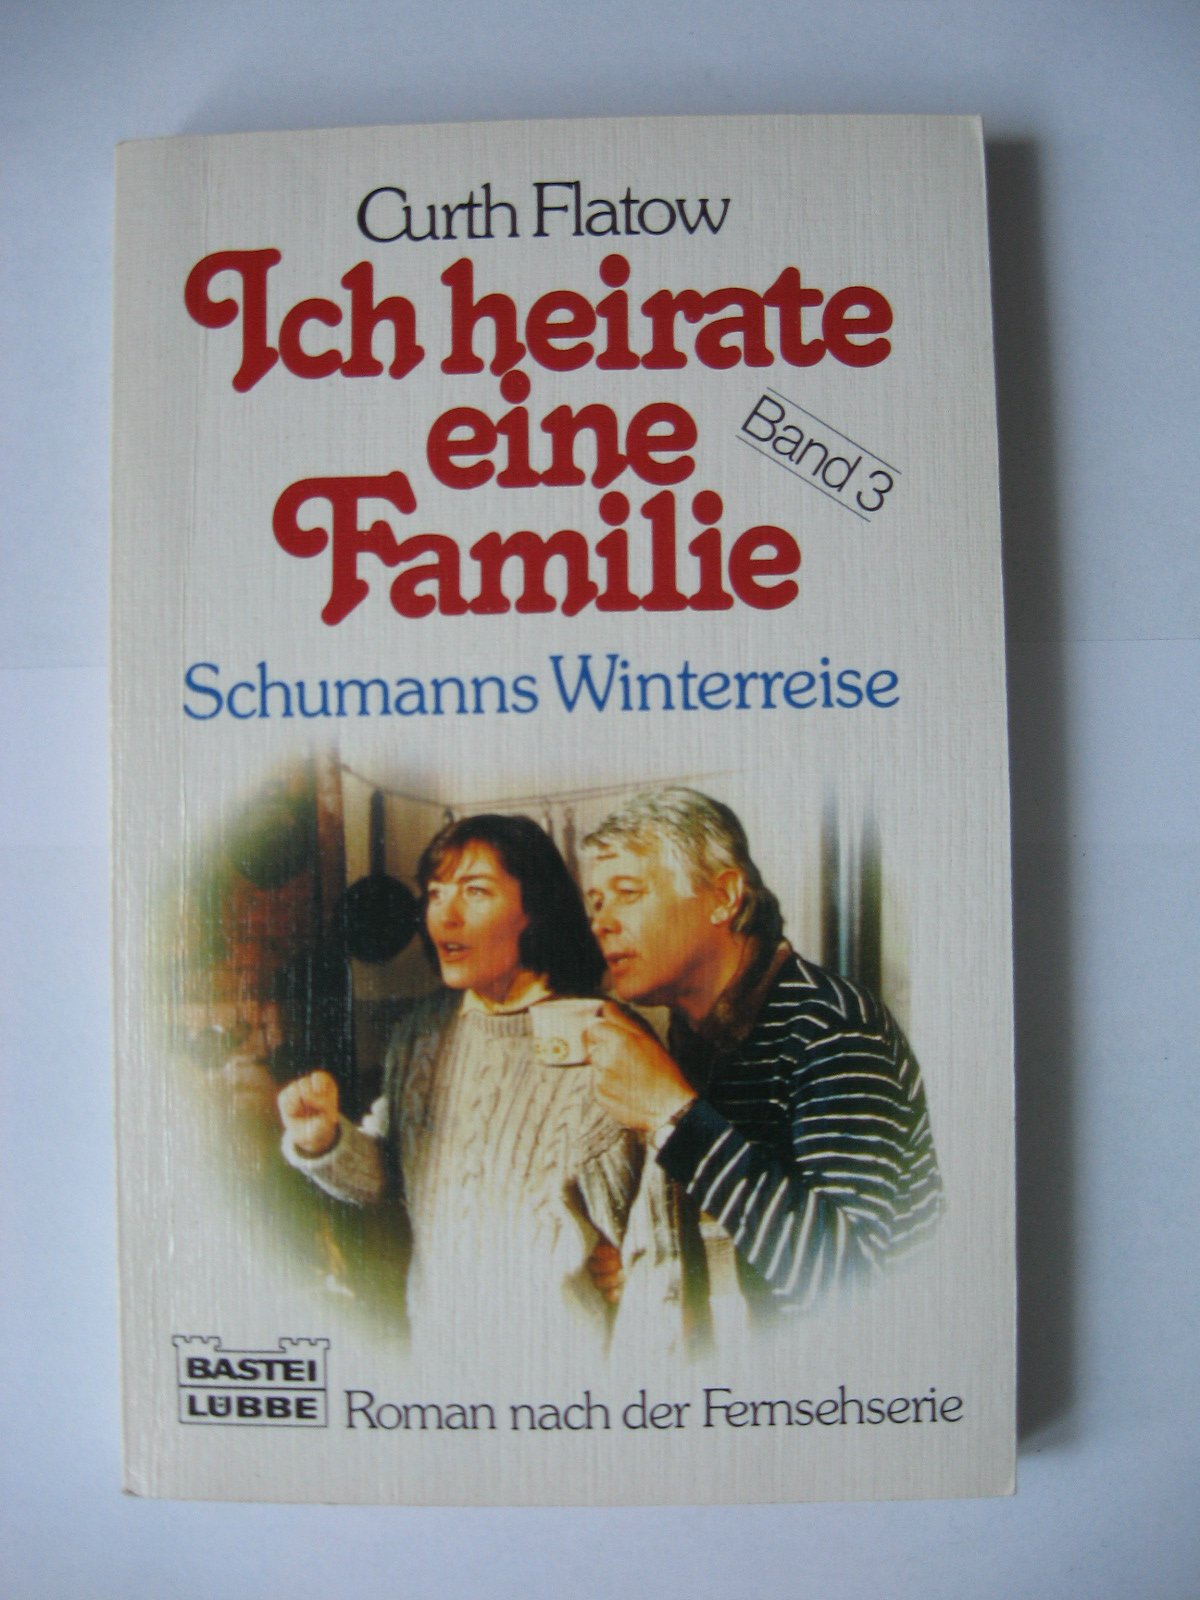 Curth Flatow
Ich heirate
eine
Band 3
Familie
Schumanns Winterreise
BASTEI
LÜBBE
Roman nach der Fernsehserie